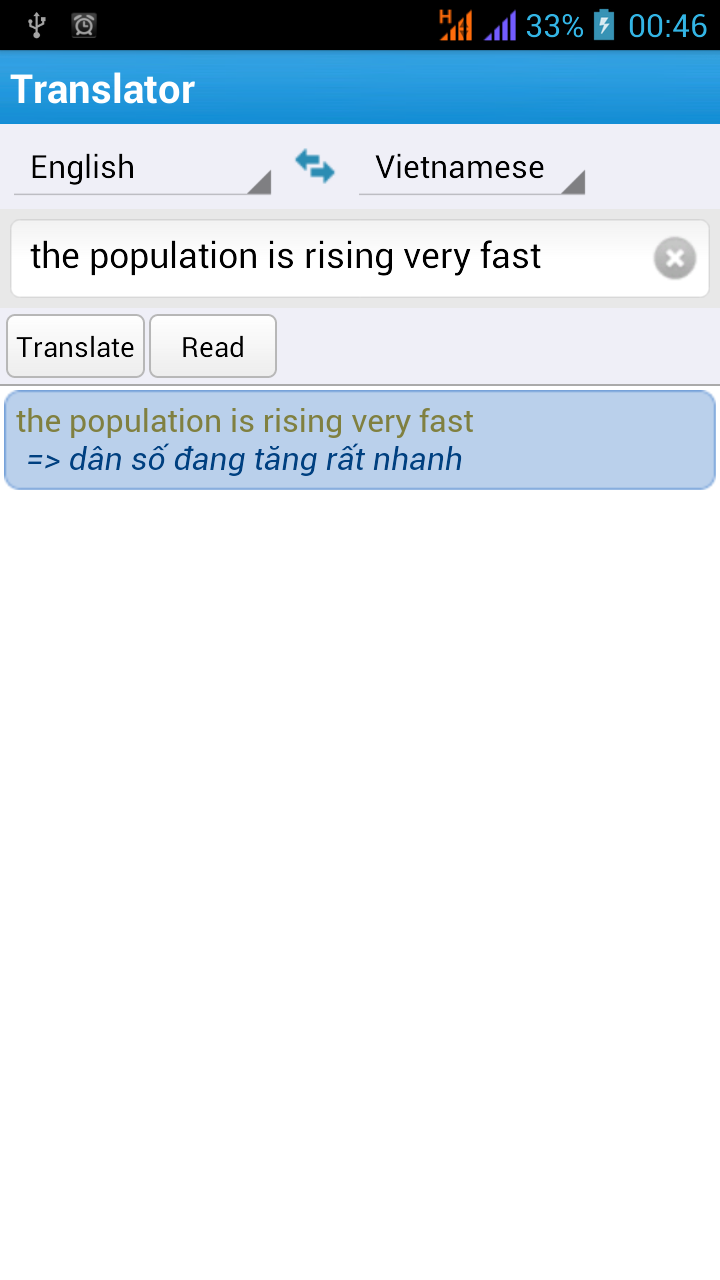 H 33% 00:46
Translator
English Vietnamese
the population is rising very fast
Translate Read
the population is rising very fast
=> dân số đang tăng rất nhanh